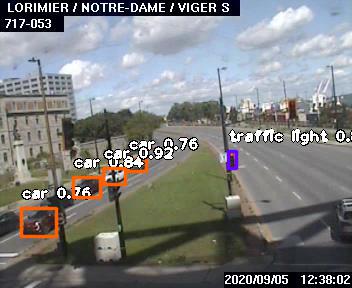 LORIMIER / NOTRE-DAME / VIGER S
717-053
car 0.76
car 0.92
car 0.84
car 0.76
traffic light 0.8
2020/09/05 12:38:02